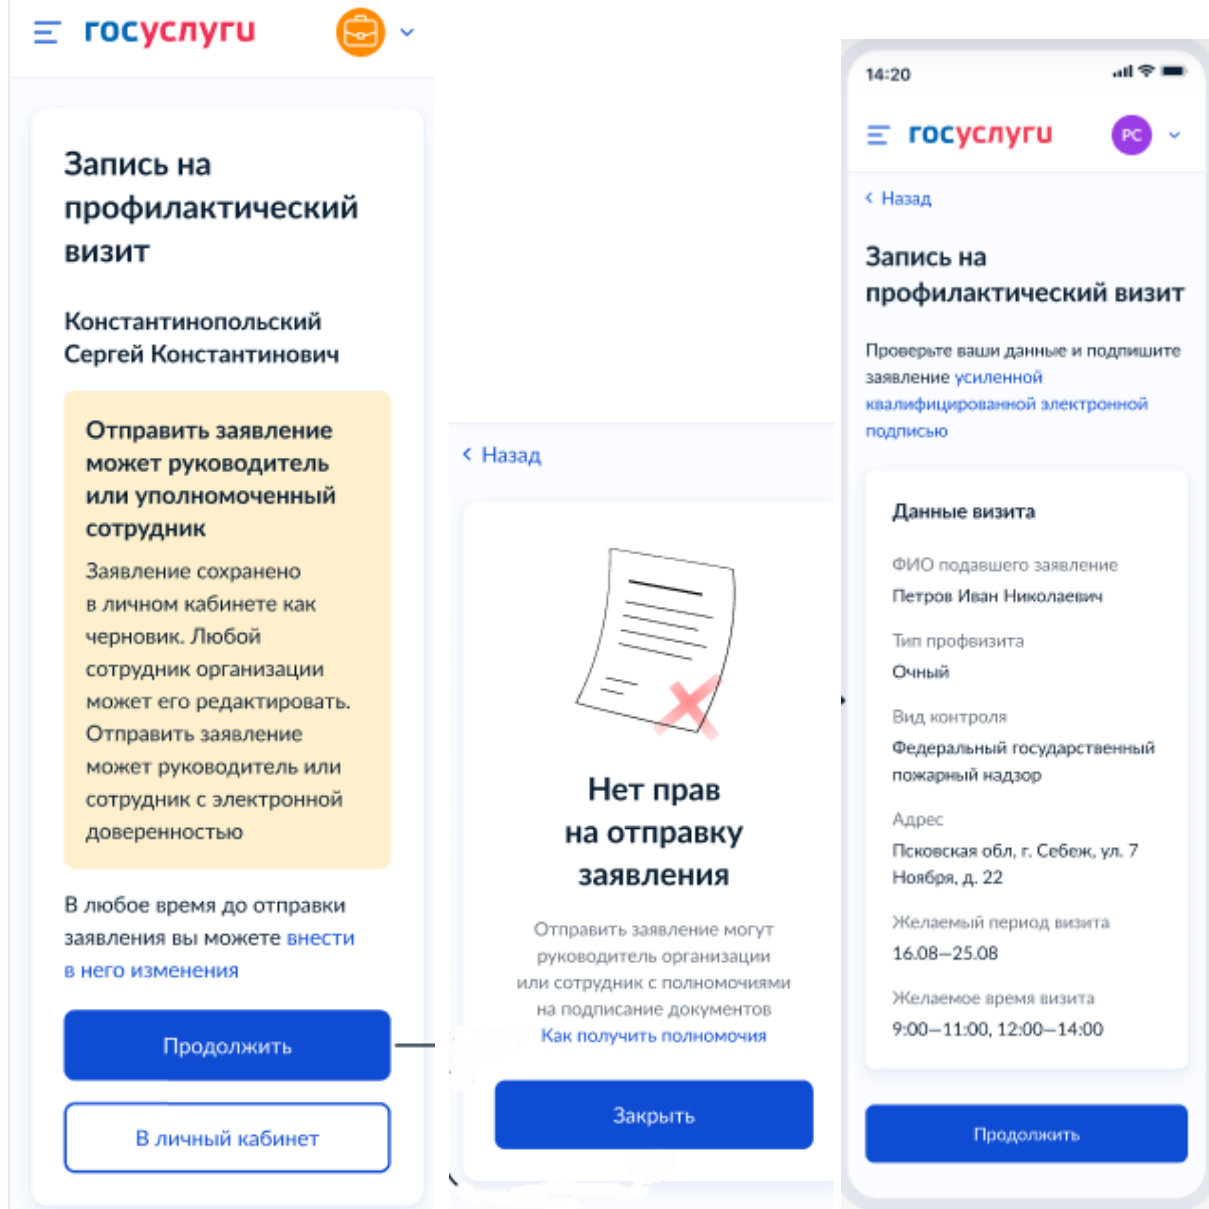 госуслуги
Запись на
профилактический
визит
Константинопольский
Сергей Константинович
Отправить заявление
может руководитель
или уполномоченный
сотрудник
Заявление сохранено
в личном кабинете как
черновик. Любой
сотрудник организации
может его редактировать.
Отправить заявление
может руководитель или
сотрудник с электронной
доверенностью
В любое время до отправки
заявления вы можете внести
в него изменения
Продолжить
В личный кабинет
Назад
Нет прав
на отправку
заявления
Отправить заявление могут
руководитель организации
или сотрудник с полномочиями
на подписание документов
Как получить полномочия
Закрыть
14:20
госуслуги
РС
Назад
Запись на
профилактический визит
Проверьте ваши данные и подпишите
заявление усиленной
квалифицированной электронной
подписью
Данные визита
ФИО подавшего заявление
Петров Иван Николаевич
Тип профвизита
Очный
Вид контроля
Федеральный государственный
пожарный надзор
Адрес
Псковская обл, г. Себеж, ул. 7
Ноября, д. 22
Желаемый период визита
16.08—25.08
Желаемое время визита
9:00—11:00, 12:00—14:00
Продолжить